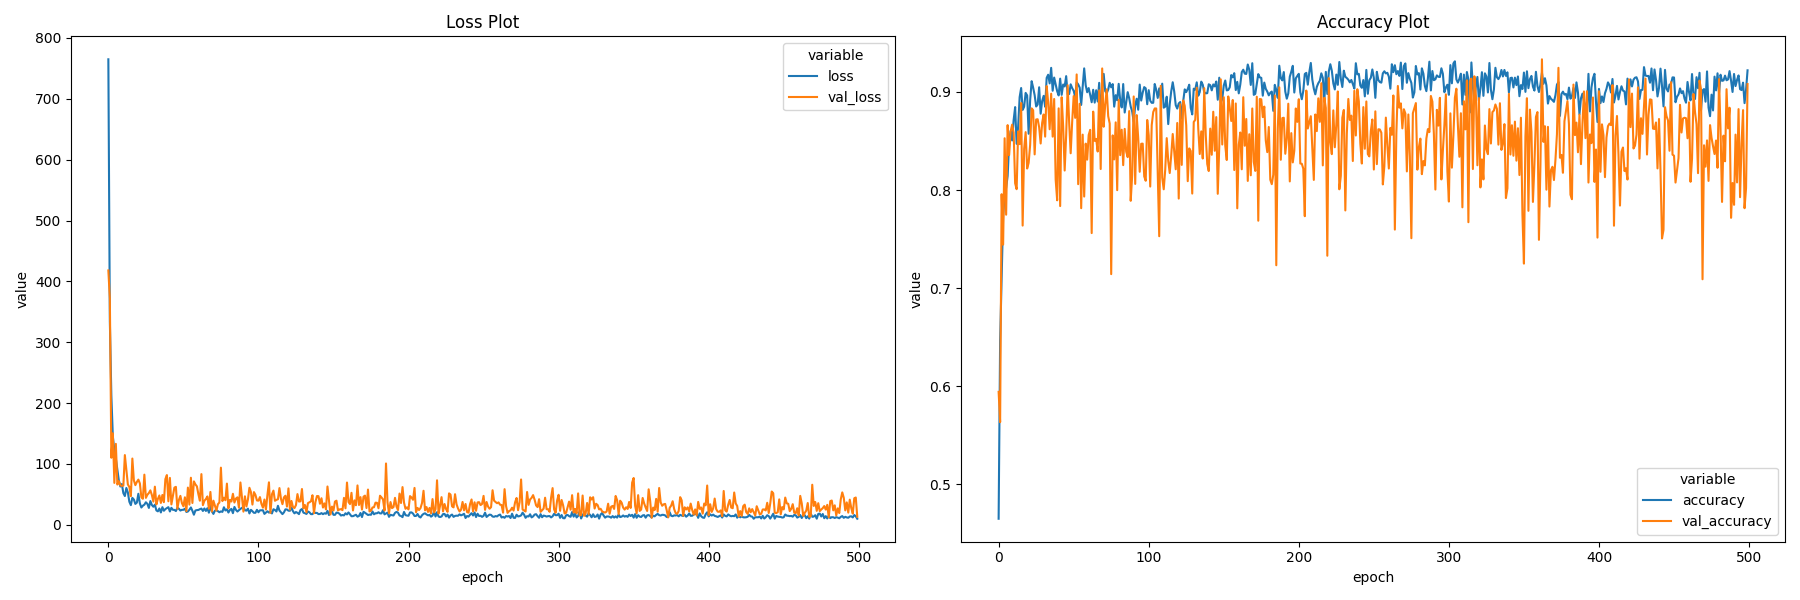 Loss Plot
800
700
600
500
400
300
200
100
0
value
0 100 200 300 400 500
epoch
variable
loss
val_loss
Accuracy Plot
0.9
0.8
0.7
0.6
0.5
value
0 100 200 300 400 500
epoch
variable
accuracy
val_accuracy